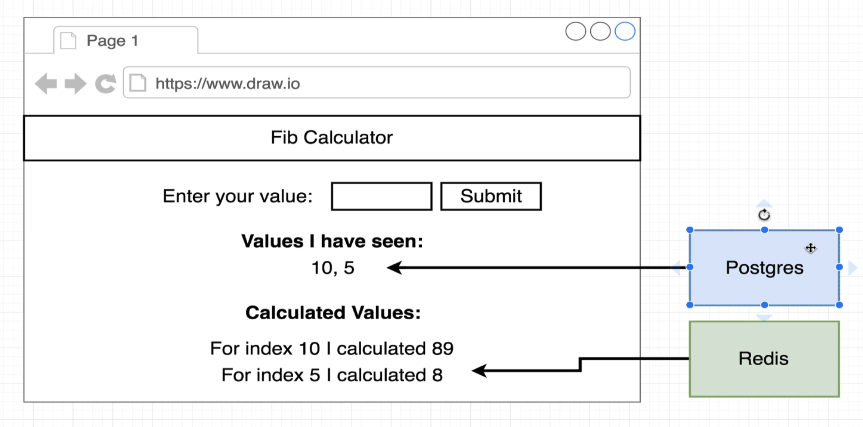 Page 1
https://www.draw.io
Fib Calculator
Enter your value:
Submit
Values I have seen:
10, 5
Postgres
Calculated Values:
For index 10 I calculated 89
For index 5 I calculated 8
Redis